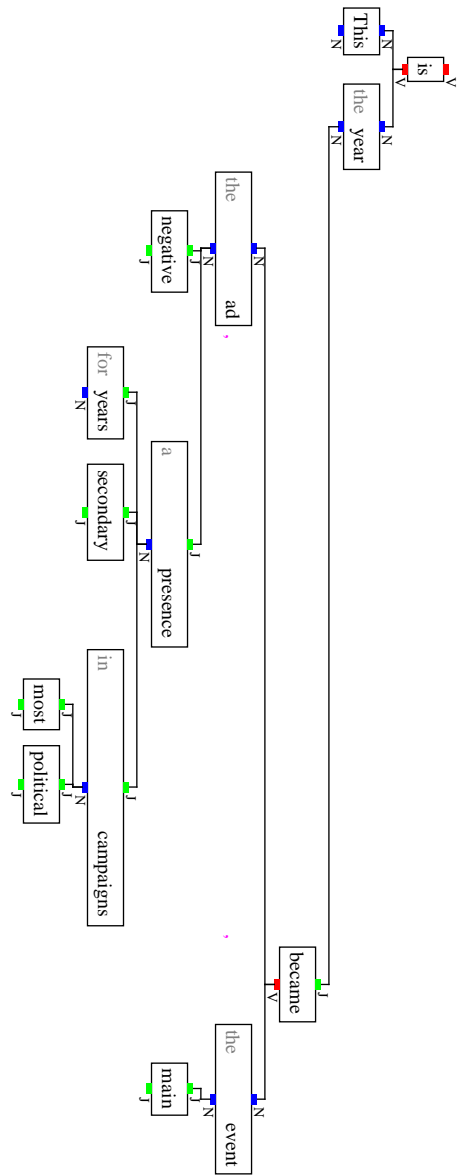 V
is
V
N N
This the year
N N
J
became
V
N N
the ad , , the event
N N
J J J
negative a presence main
J N J
J J J
for years secondary in campaigns
N J N
J J
most political
J J